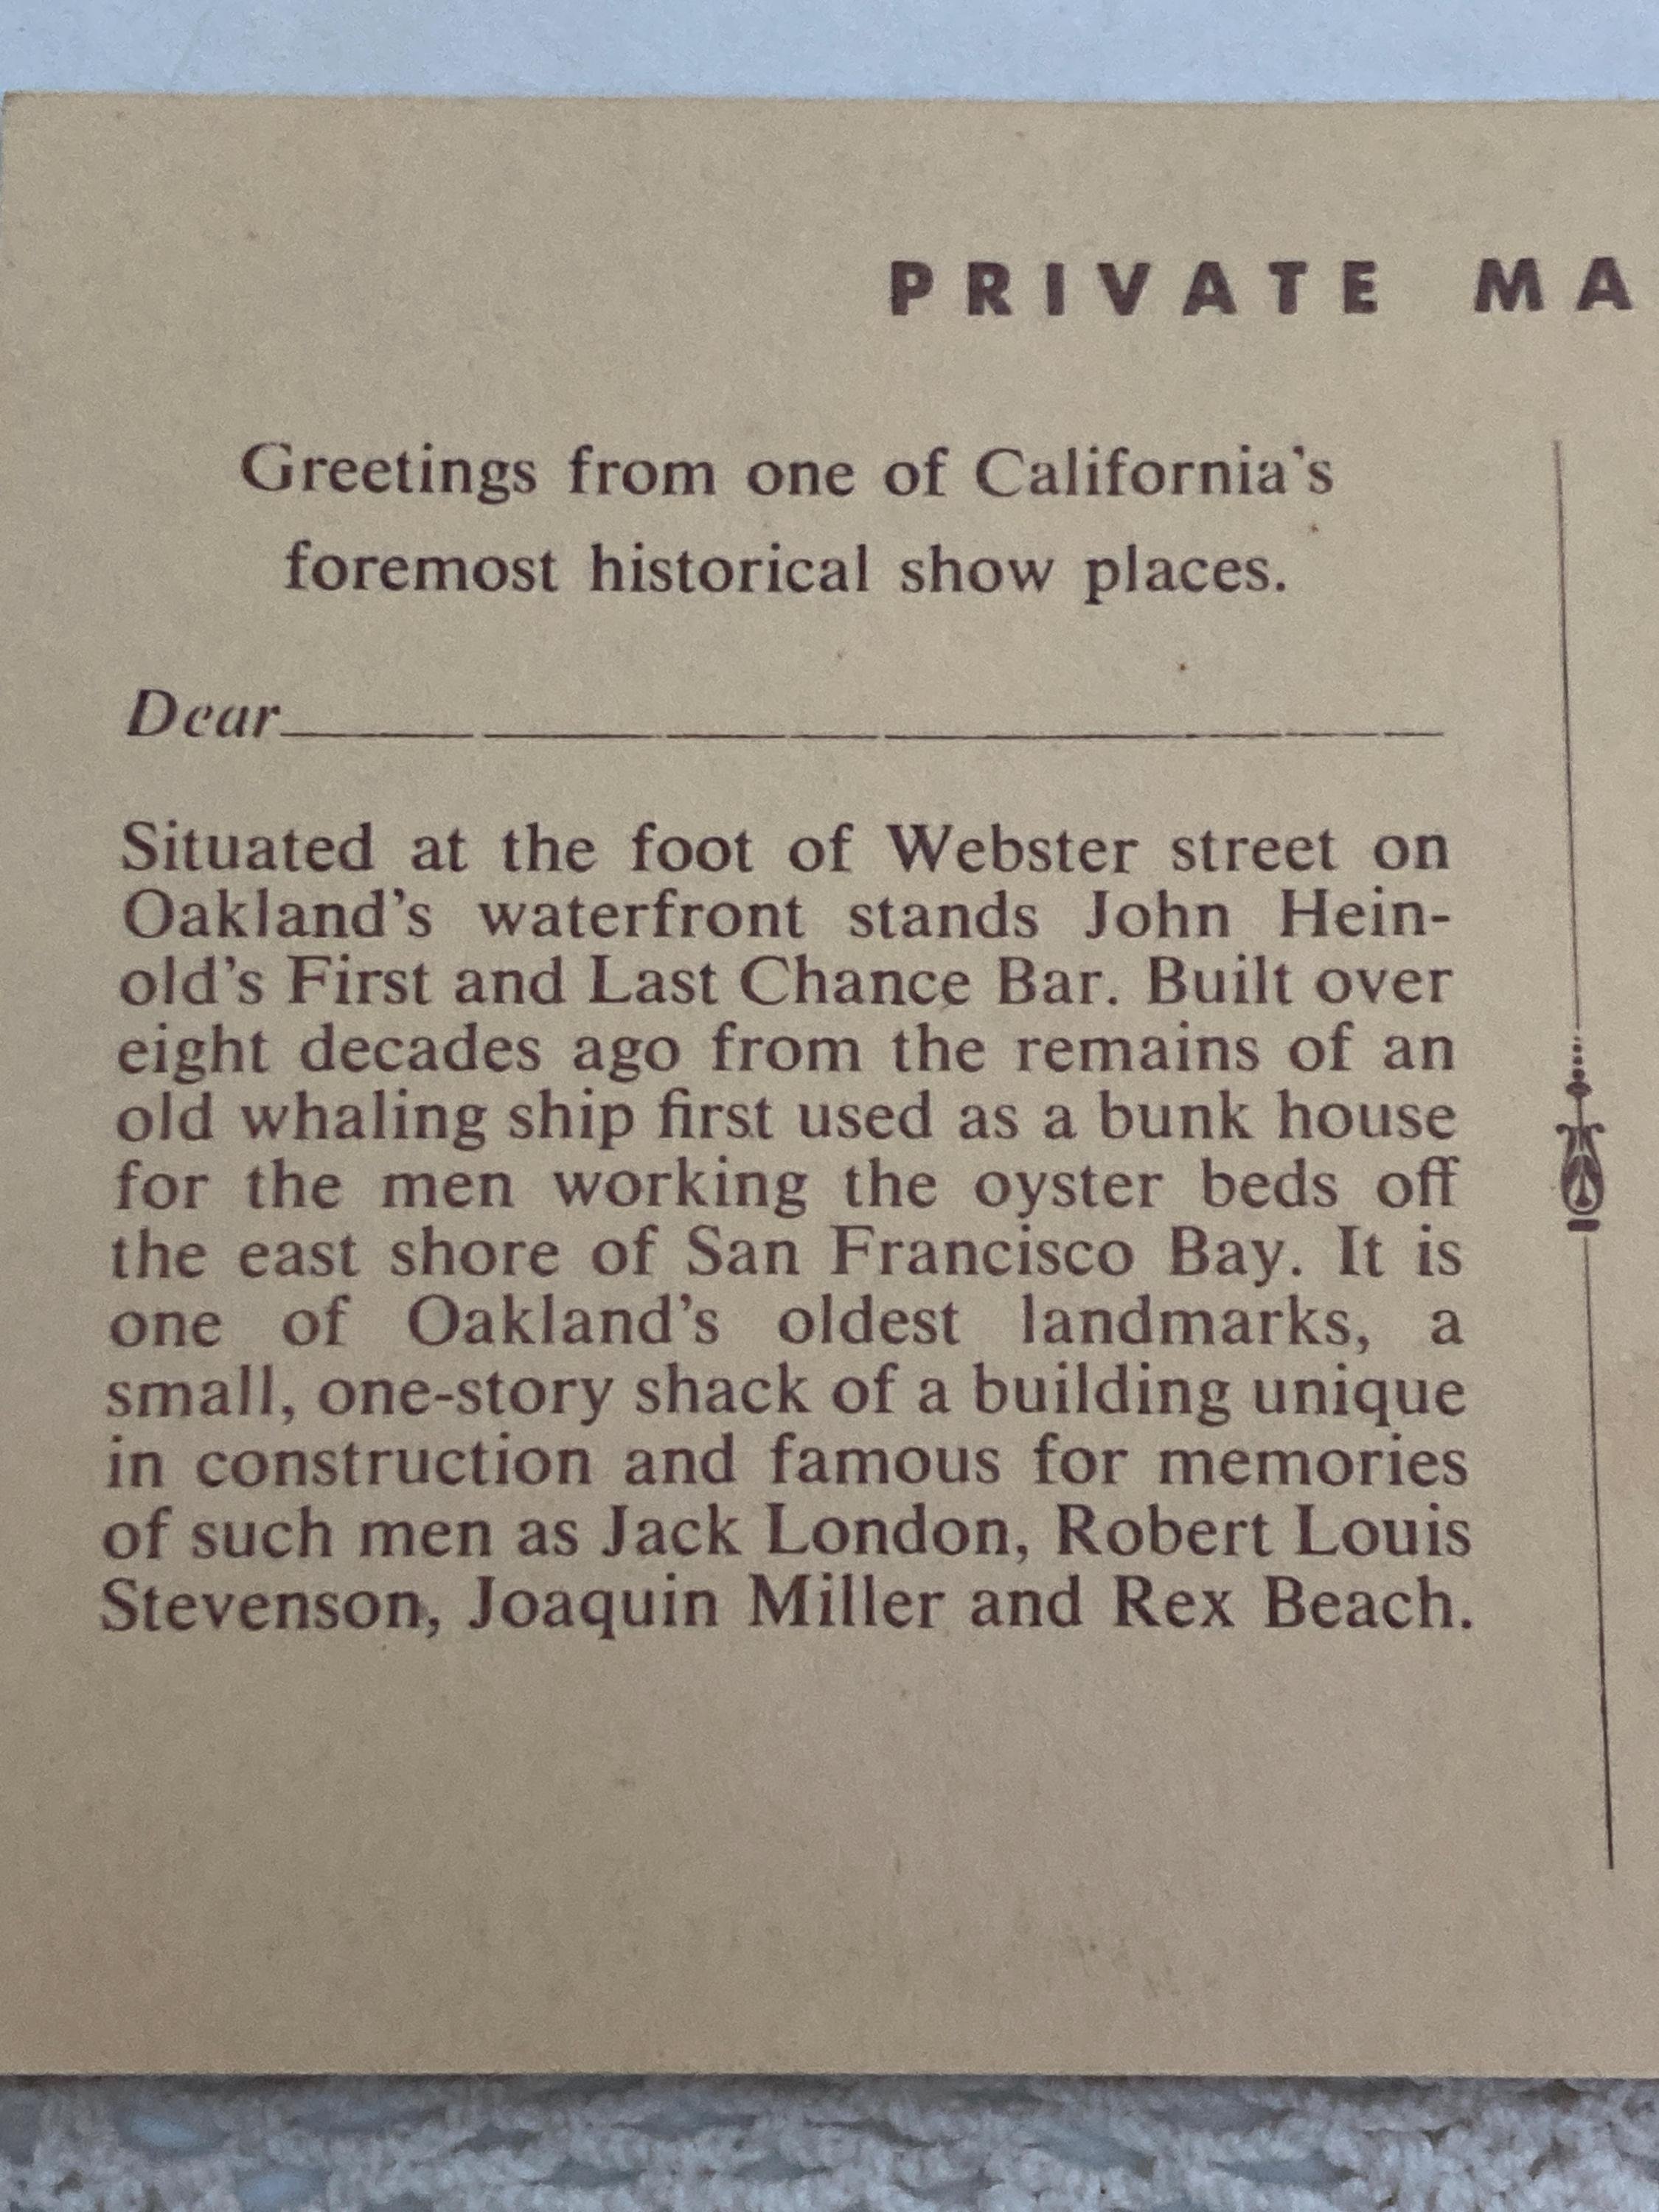 PRIVATE MA
Greetings from one of California's
foremost historical show places.
Dear
Situated at the foot of Webster street on
Oakland's waterfront stands John Hein-
old's First and Last Chance Bar. Built over
eight decades ago from the remains of an
old whaling ship first used as a bunk house
for the men working the oyster beds off
the east shore of San Francisco Bay. It is
one of Oakland's oldest landmarks, a
small, one-story shack of a building unique
in construction and famous for memories
of such men as Jack London, Robert Louis
Stevenson, Joaquin Miller and Rex Beach.